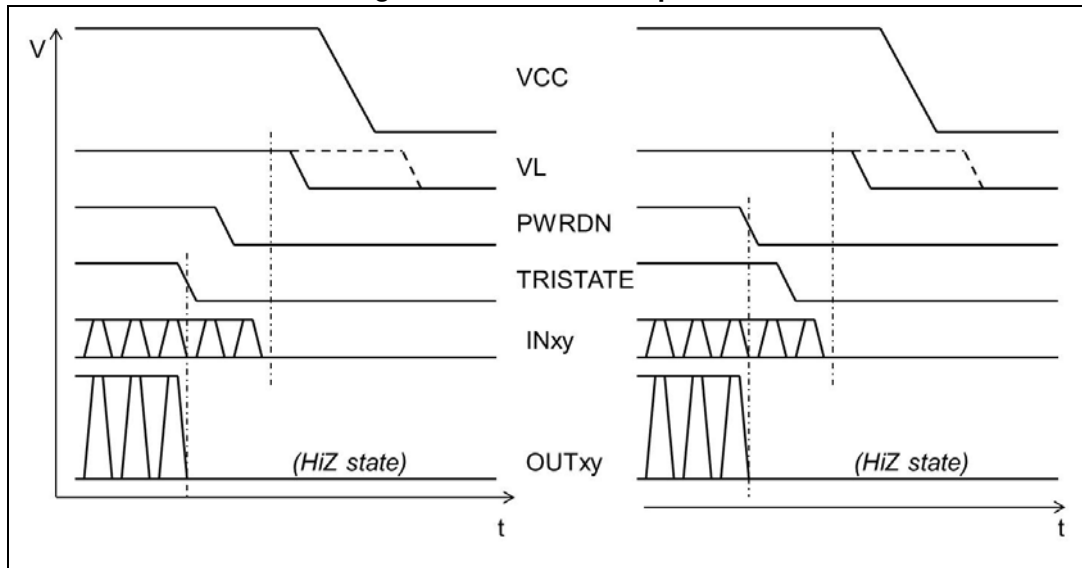 V
VCC
VL
PWRDN
TRISTATE
INxy
OUTxy
(HiZ state)
(HiZ state)
t
t